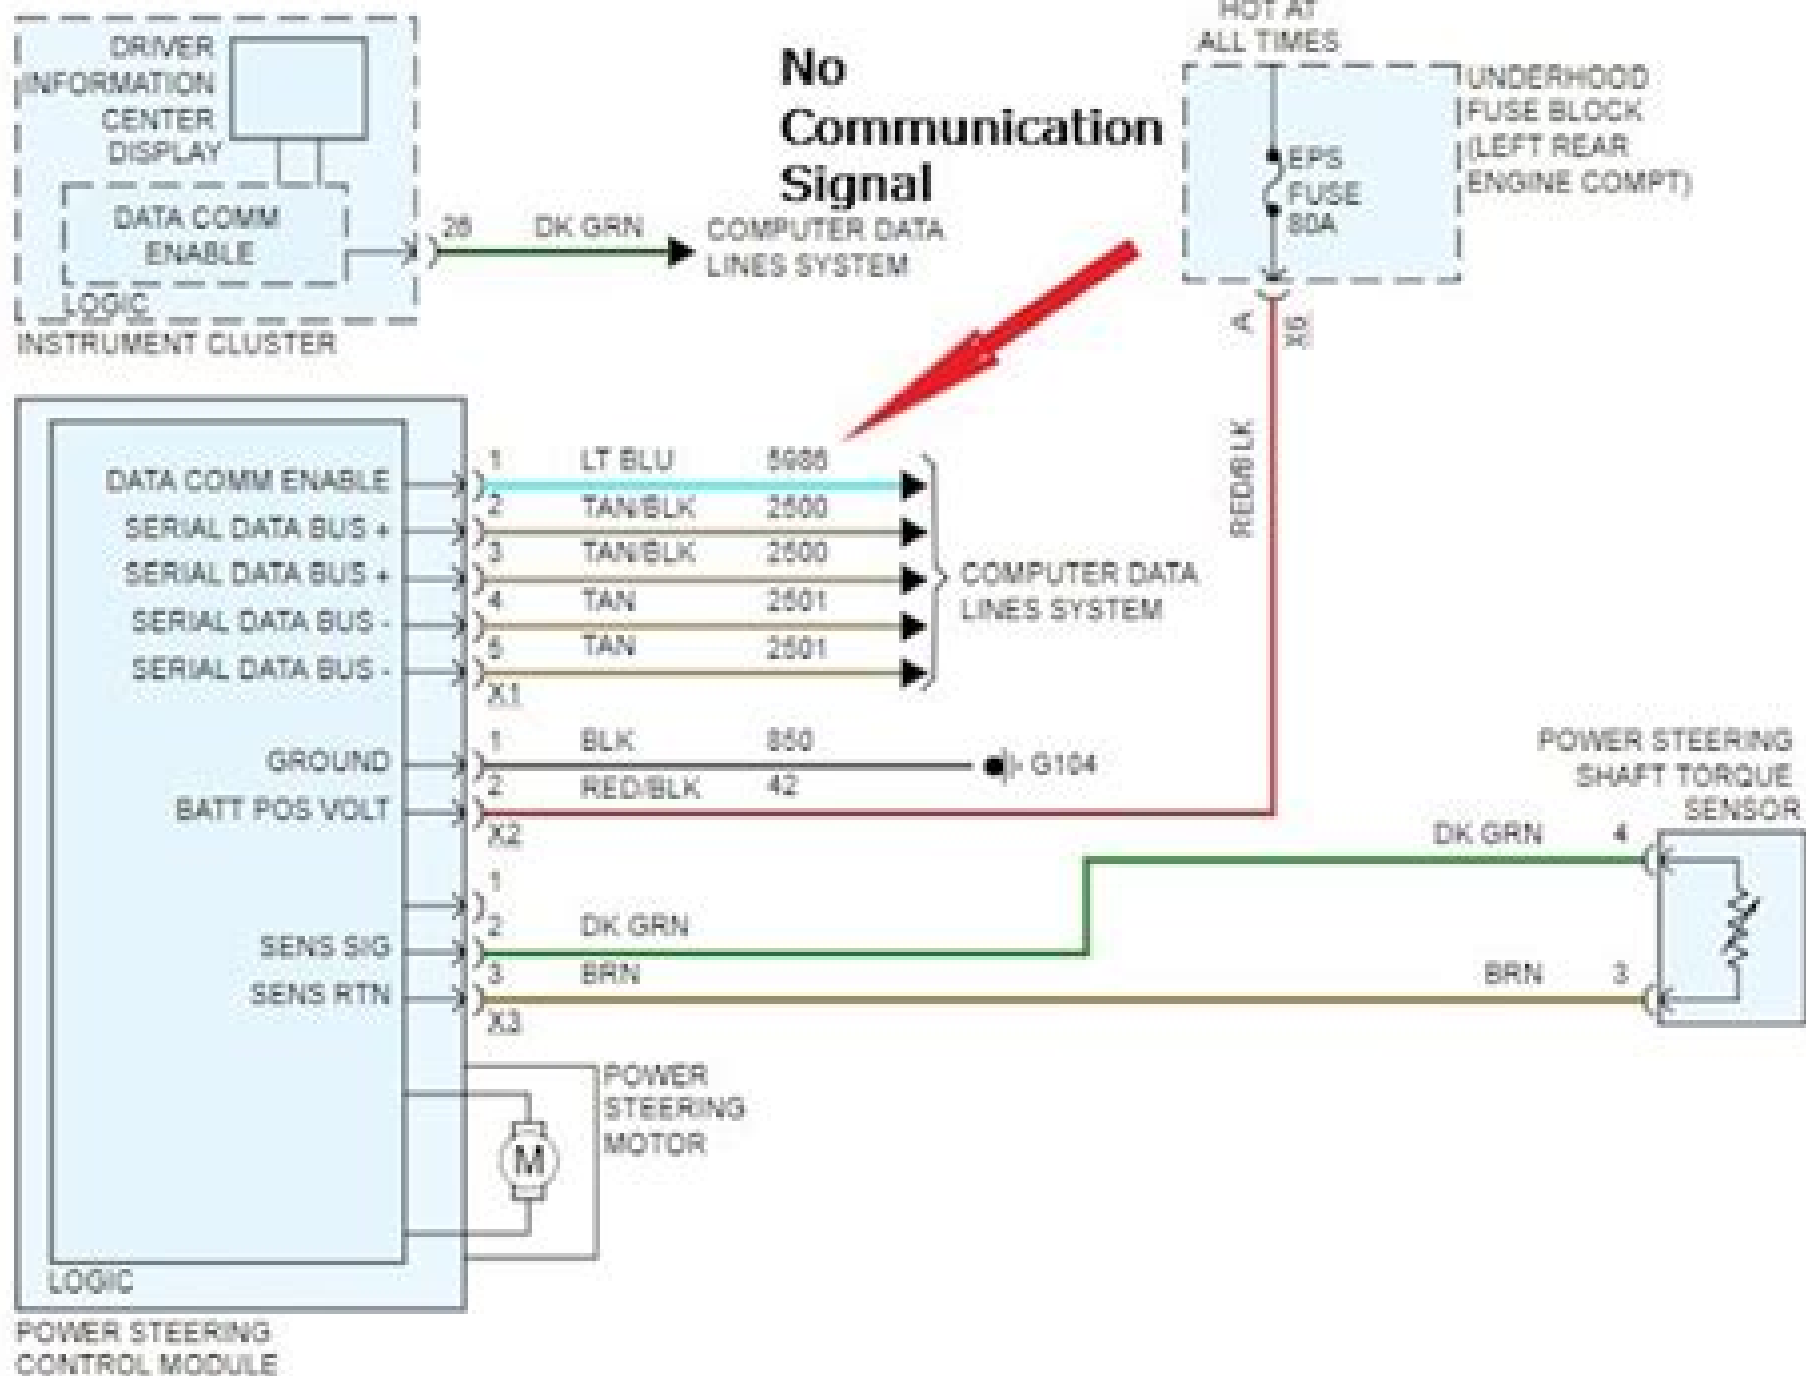 DRIVER
INFORMATION
CENTER
DISPLAY
DATA COMM
ENABLE
LOGIC
INSTRUMENT CLUSTER
26 DK GRN
COMPUTER DATA
LINES SYSTEM
No
Communication
Signal
HOT AT
ALL TIMES
EPS
FUSE
80A
UNDERHOOD
FUSE BLOCK
(LEFT REAR
ENGINE COMPT)
A X6
RED/BLK
DATA COMM ENABLE 1 LT BLU 5986
SERIAL DATA BUS + 2 TAN/BLK 2500
SERIAL DATA BUS + 3 TAN/BLK 2500
SERIAL DATA BUS - 4 TAN 2501
SERIAL DATA BUS - 5 TAN 2501
X1
COMPUTER DATA
LINES SYSTEM
GROUND 1 BLK 850 G104
BATT POS VOLT 2 RED/BLK 42
X2
1
SENS SIG 2 DK GRN
SENS RTN 3 BRN
X3
POWER STEERING
SHAFT TORQUE
SENSOR
DK GRN 4
BRN 3
POWER
STEERING
MOTOR
M
LOGIC
POWER STEERING
CONTROL MODULE